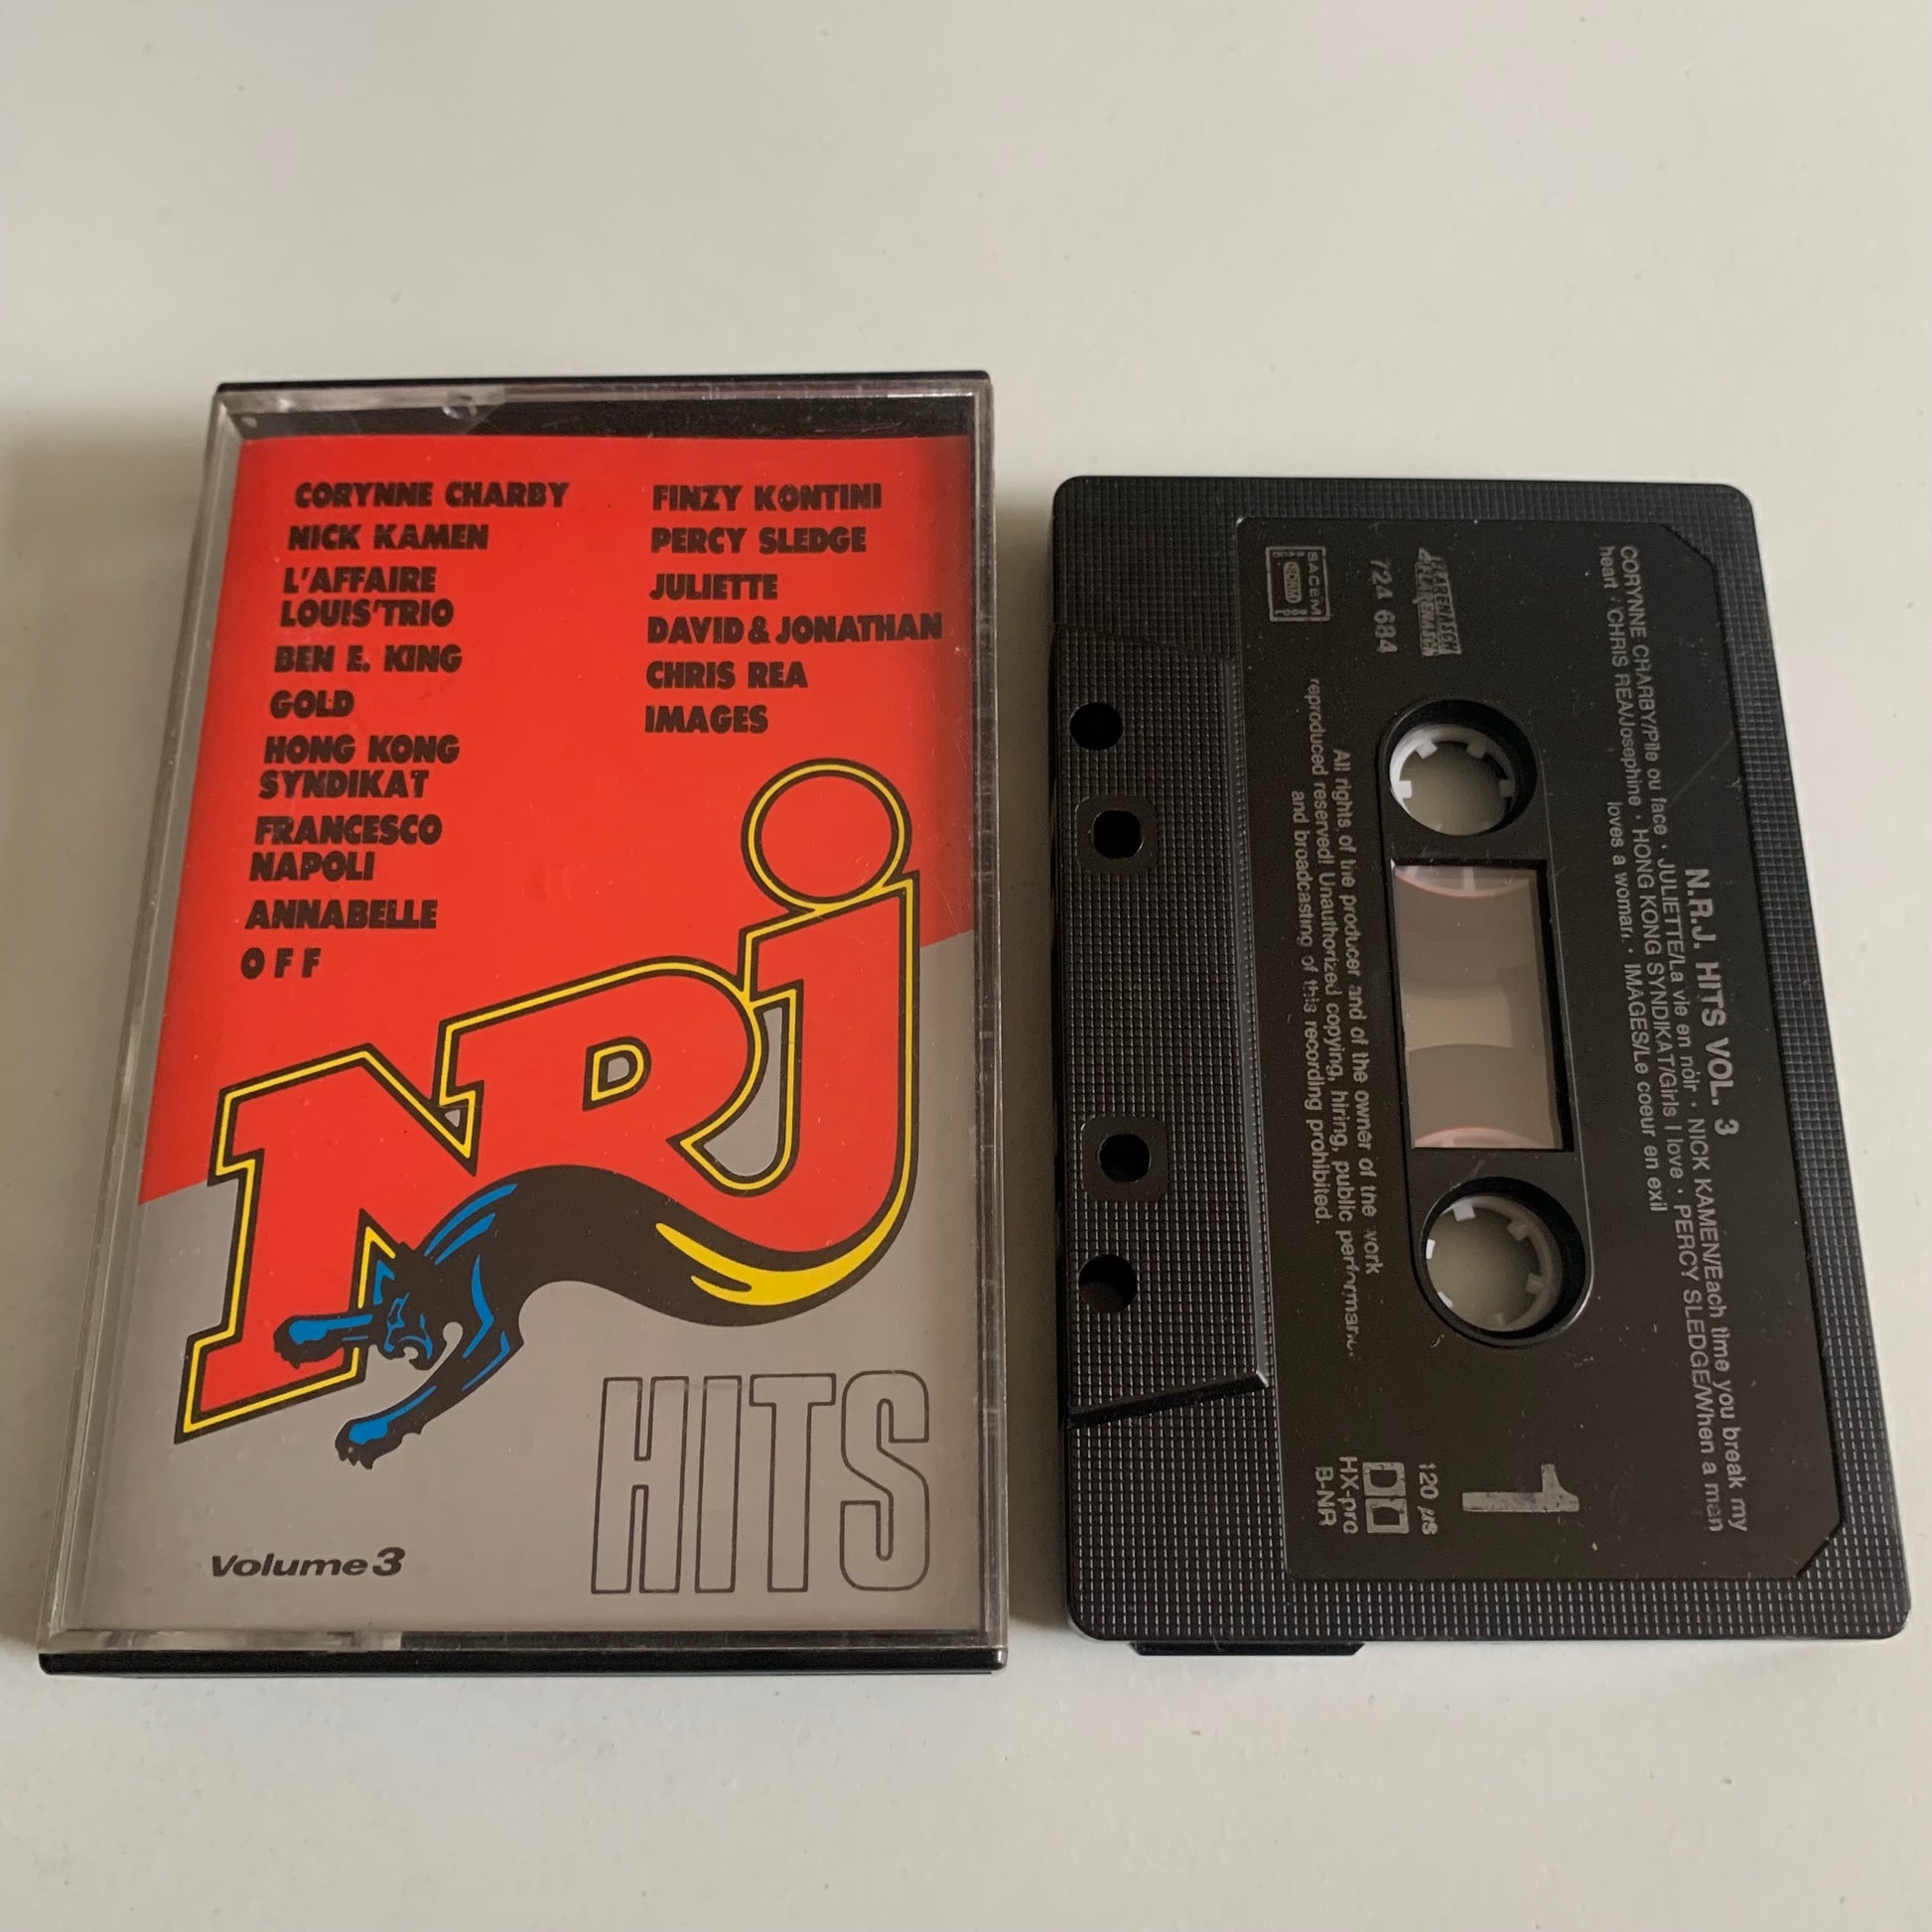 CORYNNE CHARBY
NICK KAMEN
L'AFFAIRE
LOUIS'TRIO
BEN E. KING
GOLD
HONG KONG
SYNDIKAT
FRANCESCO
NAPOLI
ANNABELLE
OFF
FINZY KONTINI
PERCY SLEDGE
JULIETTE
DAVID & JONATHAN
CHRIS REA
IMAGES
NRJ
HITS
Volume 3
N.R.J. HITS VOL. 3
CORYNNE CHARBY/Pile ou face • JULIETTE/La vie en noir • NICK KAMEN/Each time you break my
heart • CHRIS REA/Josephine • HONG KONG SYNDIKAT/Girls I love • PERCY SLEDGE/When a man
loves a woman • IMAGES/Le coeur en exil
724 684
SACEM
1
120 µs
HX-pro
B-NR
All rights of the producer and of the owner of the work
reproduced reserved! Unauthorized copying, hiring, public performance
and broadcasting of this recording prohibited.